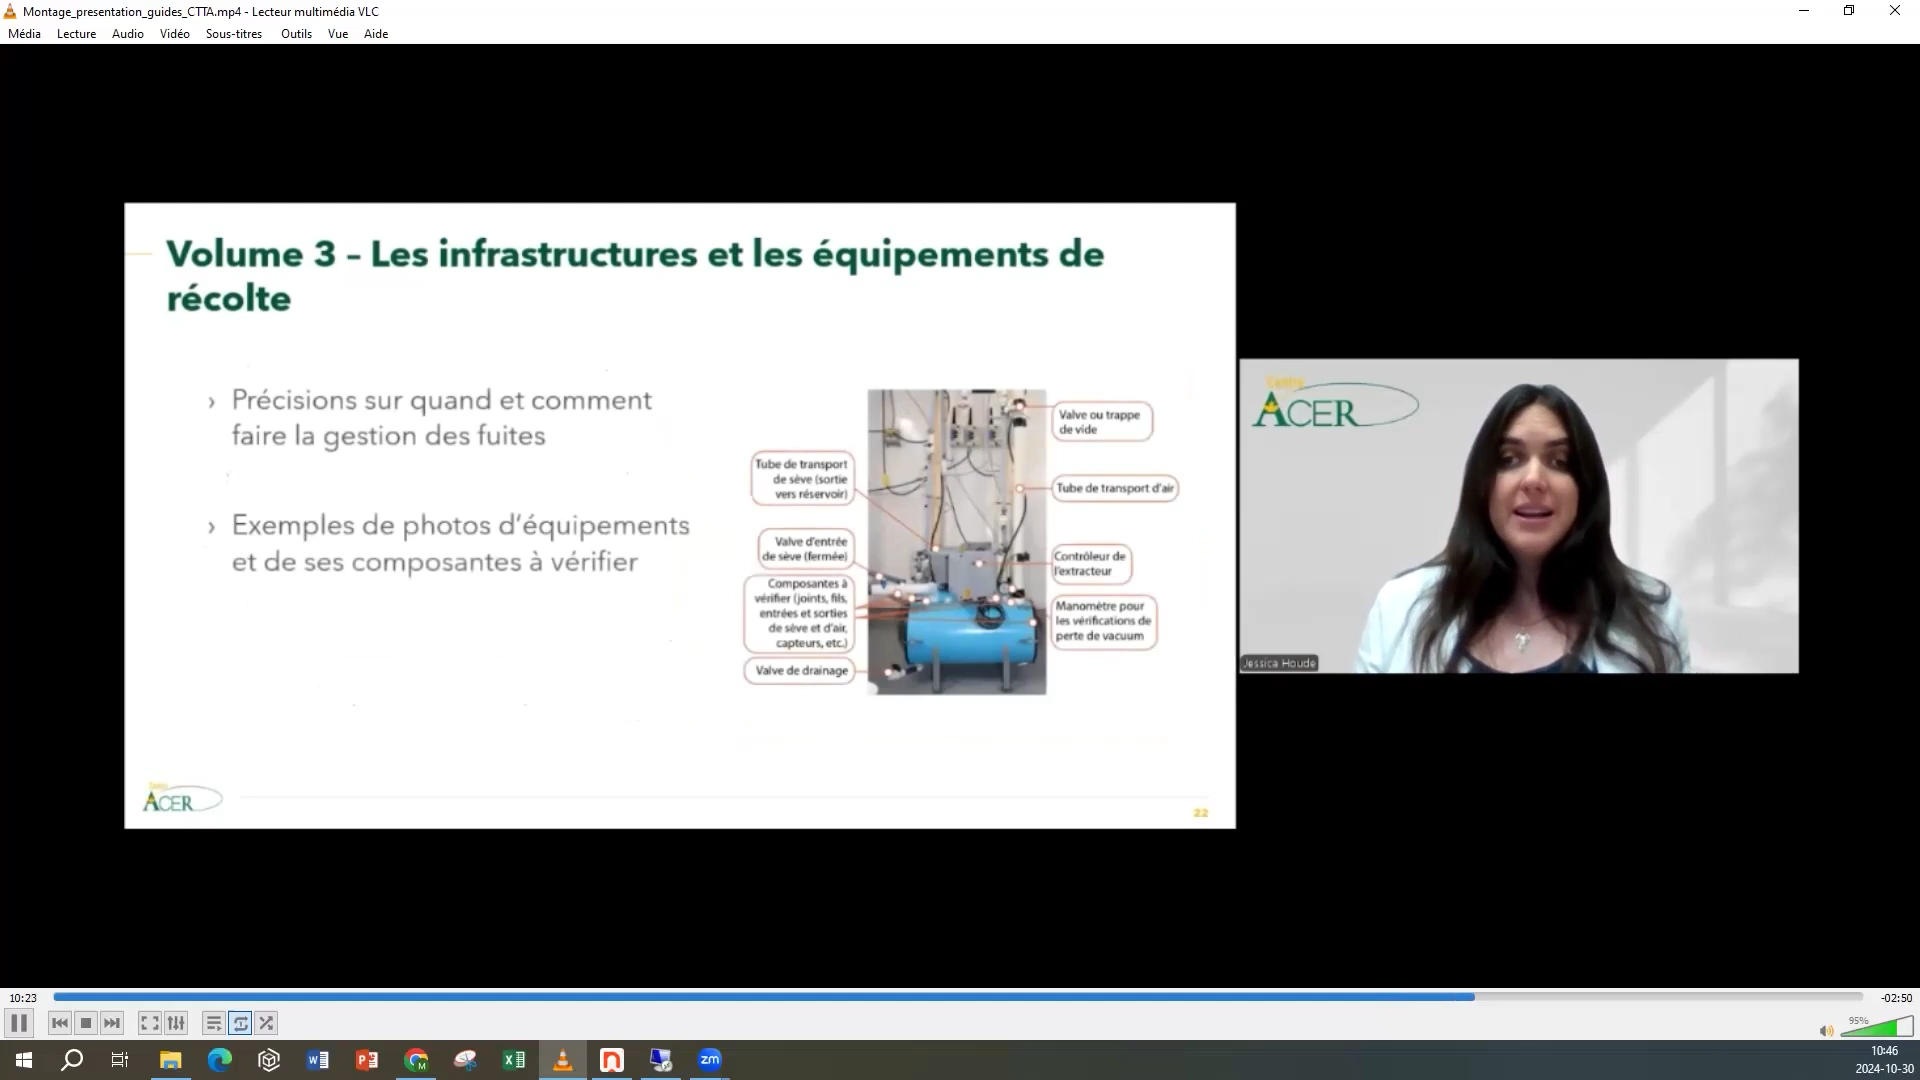 Montage_presentation_guides_CTTA.mp4 - Lecteur multimédia VLC
Média Lecture Audio Vidéo Sous-titres Outils Vue Aide
Volume 3 – Les infrastructures et les équipements de
récolte
› Précisions sur quand et comment
faire la gestion des fuites
› Exemples de photos d'équipements
et de ses composantes à vérifier
Tube de transport
de sève (sortie
vers réservoir)
Valve d'entrée
de sève (fermée)
Composantes à
vérifier (joints, fils,
entrées et sorties
de sève et d'air,
capteurs, etc.)
Valve de drainage
Valve ou trappe
de vide
Tube de transport d'air
Contrôleur de
l'extracteur
Manomètre pour
les vérifications de
perte de vacuum
Centre
ACER
22
Centre
ACER
Jessica Houde
10:23
-02:50
95%
zm
10:46
2024-10-30